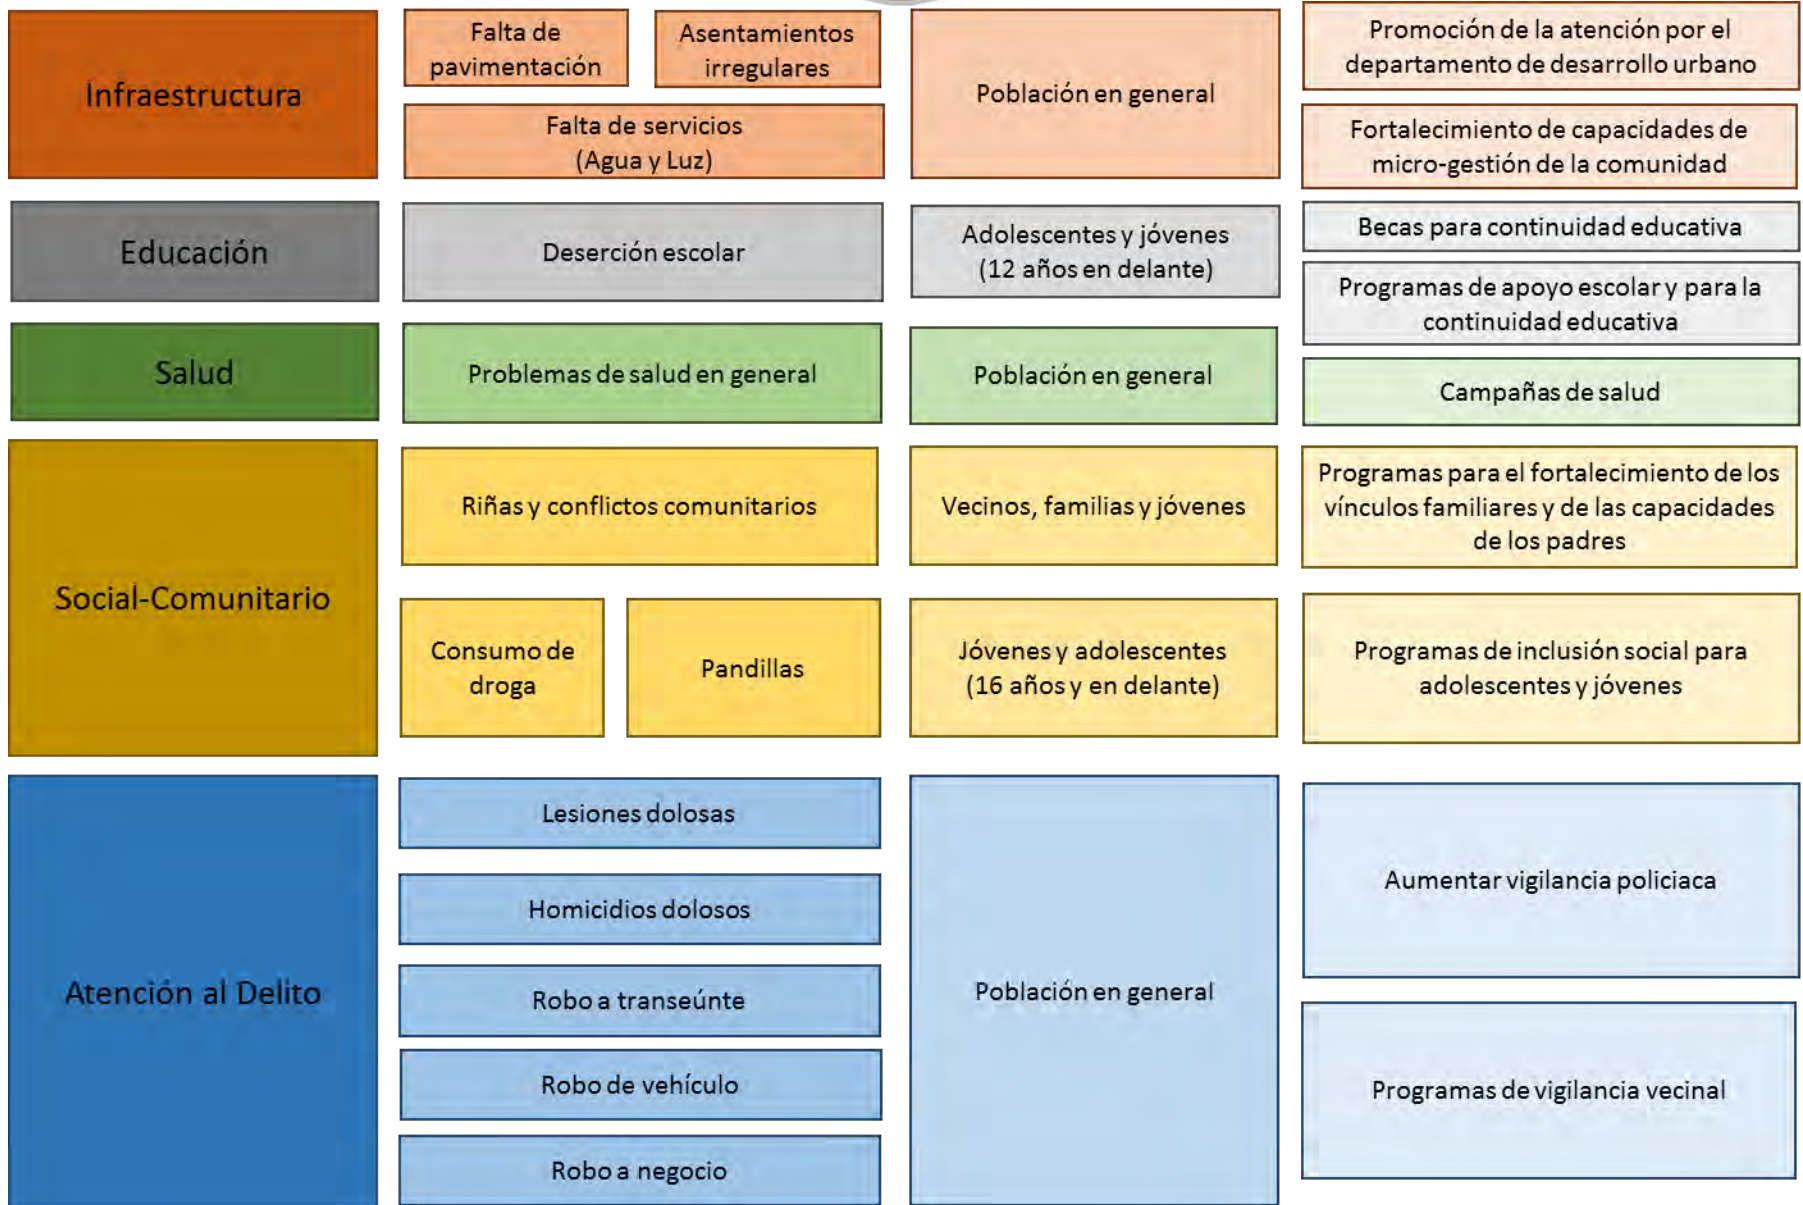 Infraestructura
Falta de
pavimentación
Asentamientos
irregulares
Falta de servicios
(Agua y Luz)
Población en general
Promoción de la atención por el
departamento de desarrollo urbano
Fortalecimiento de capacidades de
micro-gestión de la comunidad
Educación
Deserción escolar
Adolescentes y jóvenes
(12 años en delante)
Becas para continuidad educativa
Programas de apoyo escolar y para la
continuidad educativa
Salud
Problemas de salud en general
Población en general
Campañas de salud
Social-Comunitario
Riñas y conflictos comunitarios
Vecinos, familias y jóvenes
Programas para el fortalecimiento de los
vínculos familiares y de las capacidades
de los padres
Consumo de
droga
Pandillas
Jóvenes y adolescentes
(16 años y en delante)
Programas de inclusión social para
adolescentes y jóvenes
Atención al Delito
Lesiones dolosas
Homicidios dolosos
Robo a transeúnte
Robo de vehículo
Robo a negocio
Población en general
Aumentar vigilancia policiaca
Programas de vigilancia vecinal